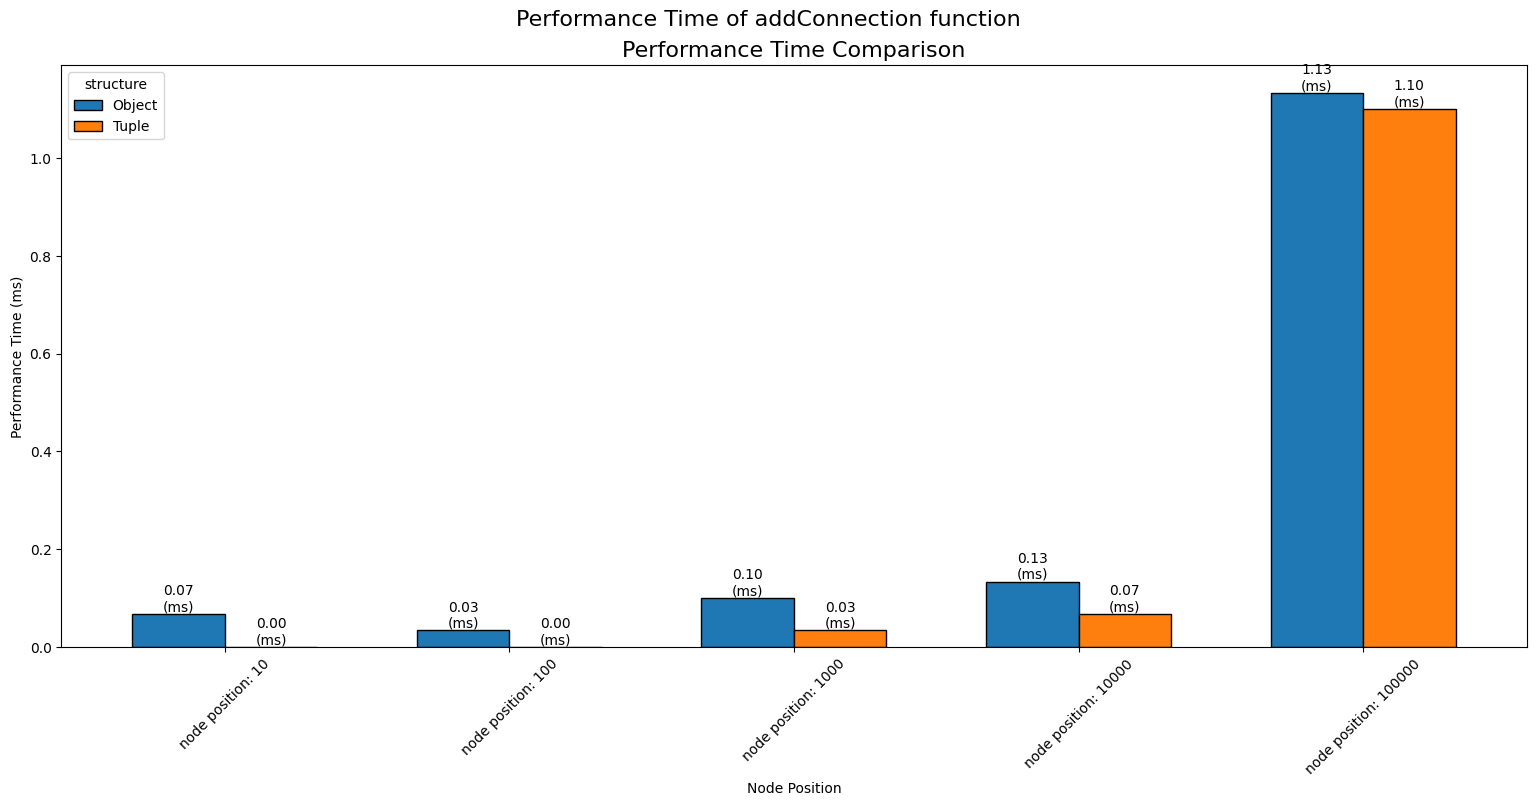 Performance Time of addConnection function
Performance Time Comparison
structure
Object
Tuple
Performance Time (ms)
1.0
0.8
0.6
0.4
0.2
0.0
0.07
(ms)
0.00
(ms)
0.03
(ms)
0.00
(ms)
0.10
(ms)
0.03
(ms)
0.13
(ms)
0.07
(ms)
1.13
(ms)
1.10
(ms)
node position: 10
node position: 100
node position: 1000
node position: 10000
node position: 100000
Node Position